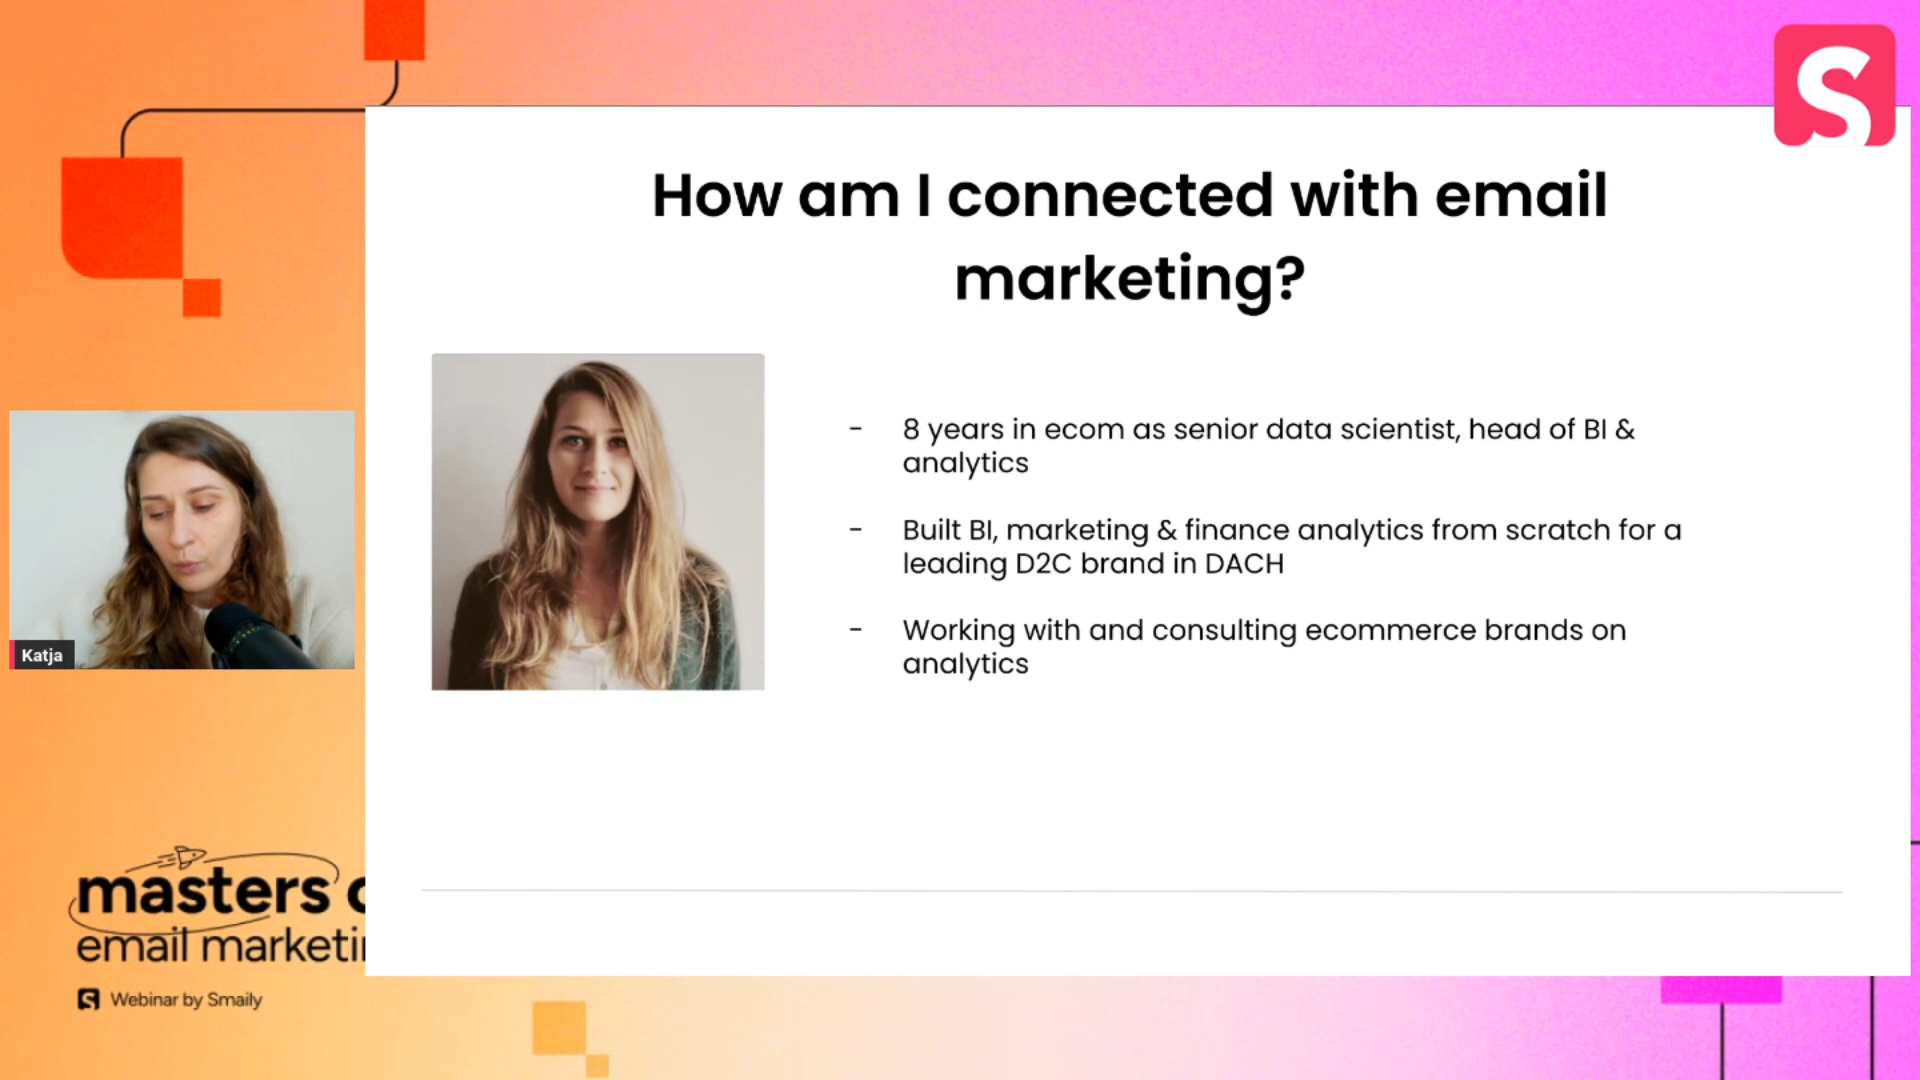 How am I connected with email
marketing?
- 8 years in ecom as senior data scientist, head of BI &
analytics
- Built BI, marketing & finance analytics from scratch for a
leading D2C brand in DACH
- Working with and consulting ecommerce brands on
analytics
Katja
masters
email marketi
Webinar by Smaily